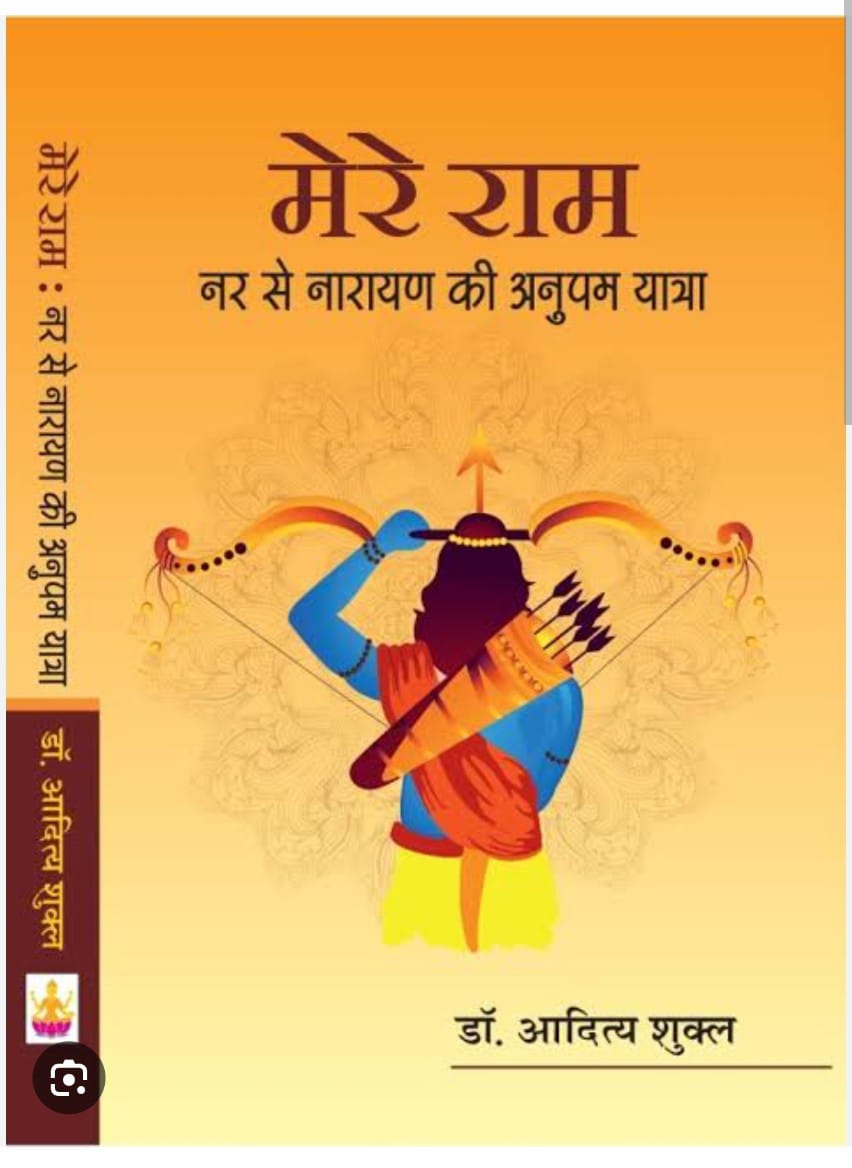 मेरे राम
नर से नारायण की अनुपम यात्रा
डॉ. आदित्य शुक्ल
मेरे राम : नर से नारायण की अनुपम यात्रा
डॉ. आदित्य शुक्ल